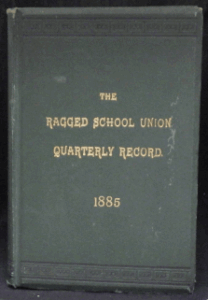 THE
RAGGED SCHOOL UNION
QUARTERLY RECORD.
1885